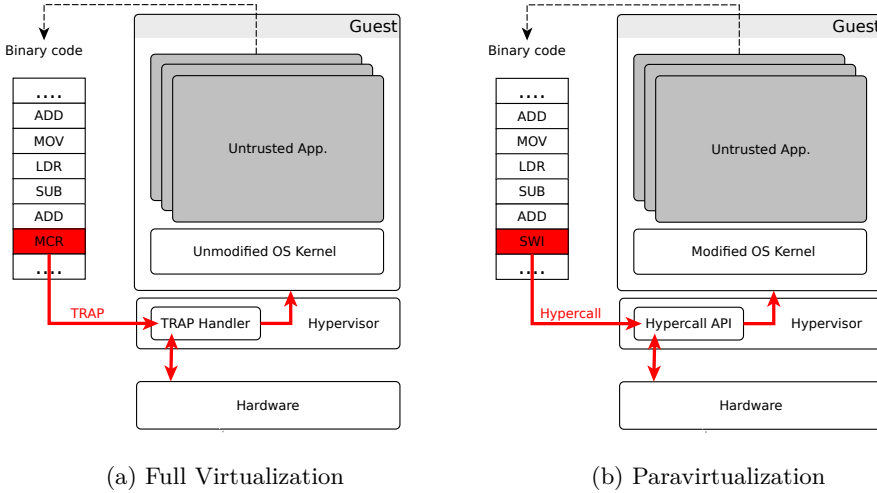 Guest
Binary code
....
ADD
MOV
LDR
SUB
ADD
MCR
....
Untrusted App.
Unmodified OS Kernel
TRAP
TRAP Handler
Hypervisor
Hardware
(a) Full Virtualization
Guest
Binary code
....
ADD
MOV
LDR
SUB
ADD
SWI
....
Untrusted App.
Modified OS Kernel
Hypercall
Hypercall API
Hypervisor
Hardware
(b) Paravirtualization